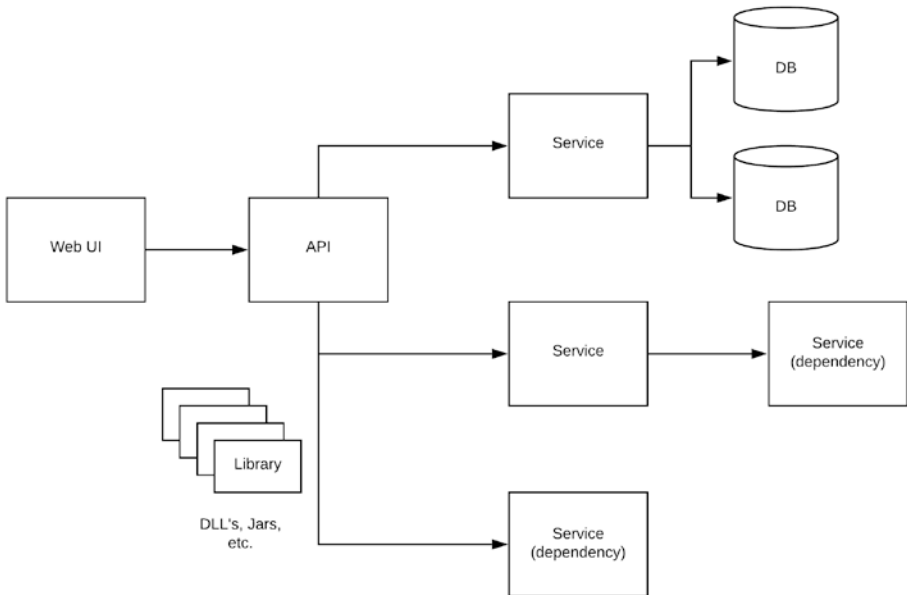 DB
Service
DB
Web UI
API
Service
Service
(dependency)
Library
DLL's, Jars,
etc.
Service
(dependency)